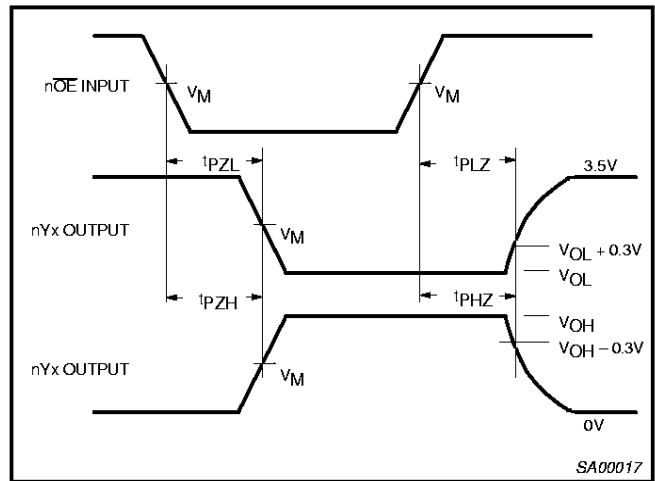 nOE INPUT
VM
VM
tPZL
tPLZ
3.5V
nYx OUTPUT
VM
VOL + 0.3V
VOL
tPZH
tPHZ
VOH
VOH – 0.3V
nYx OUTPUT
VM
0V
SA00017